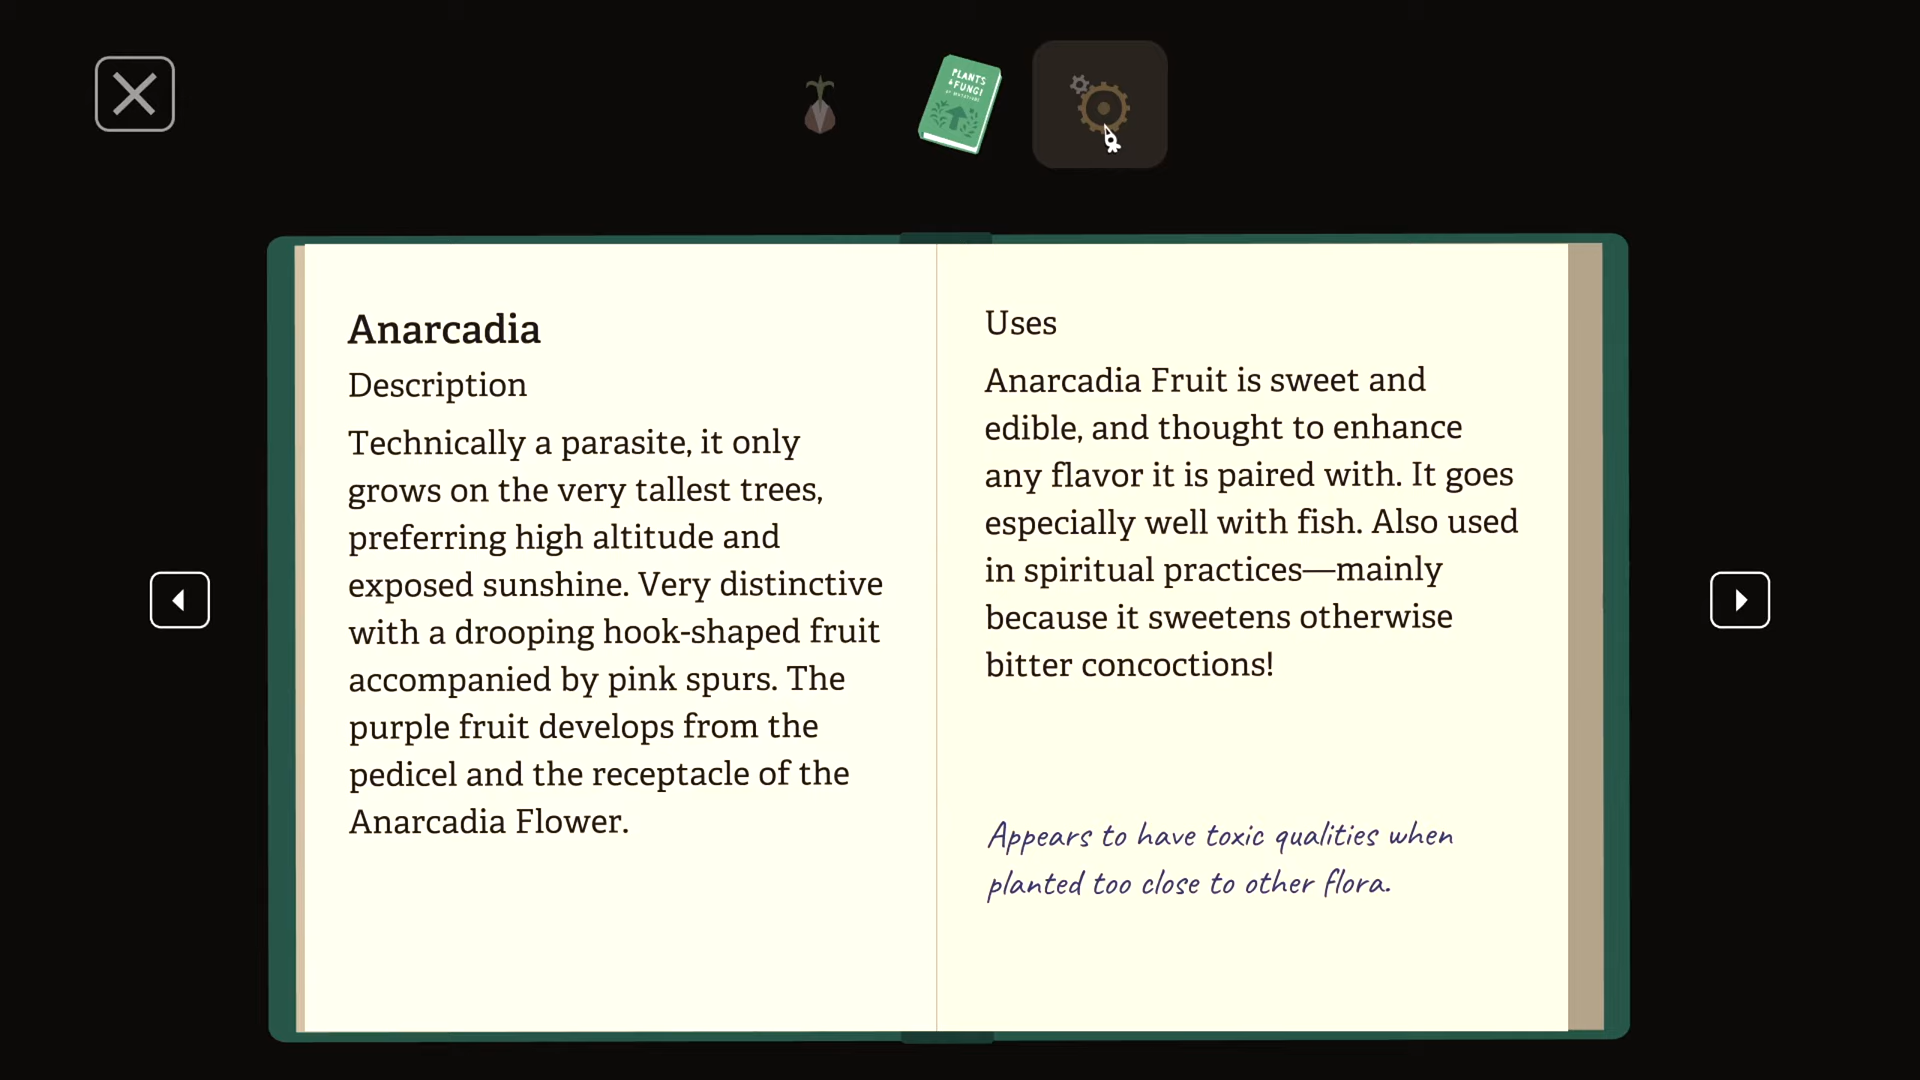 PLANTS
& FUNGI
Anarcadia
Description
Technically a parasite, it only
grows on the very tallest trees,
preferring high altitude and
exposed sunshine. Very distinctive
with a drooping hook-shaped fruit
accompanied by pink spurs. The
purple fruit develops from the
pedicel and the receptacle of the
Anarcadia Flower.
Uses
Anarcadia Fruit is sweet and
edible, and thought to enhance
any flavor it is paired with. It goes
especially well with fish. Also used
in spiritual practices—mainly
because it sweetens otherwise
bitter concoctions!
Appears to have toxic qualities when
planted too close to other flora.